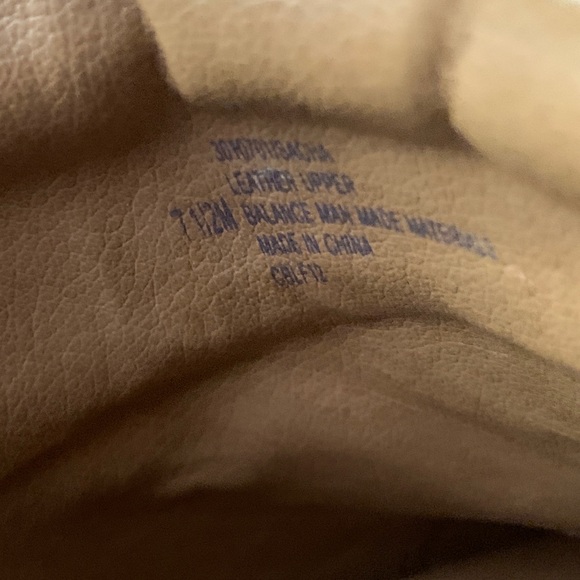 LEATHER UPPER
7 1/2M BALANCE MAN MADE MATERIALS
MADE IN CHINA
CBLF12